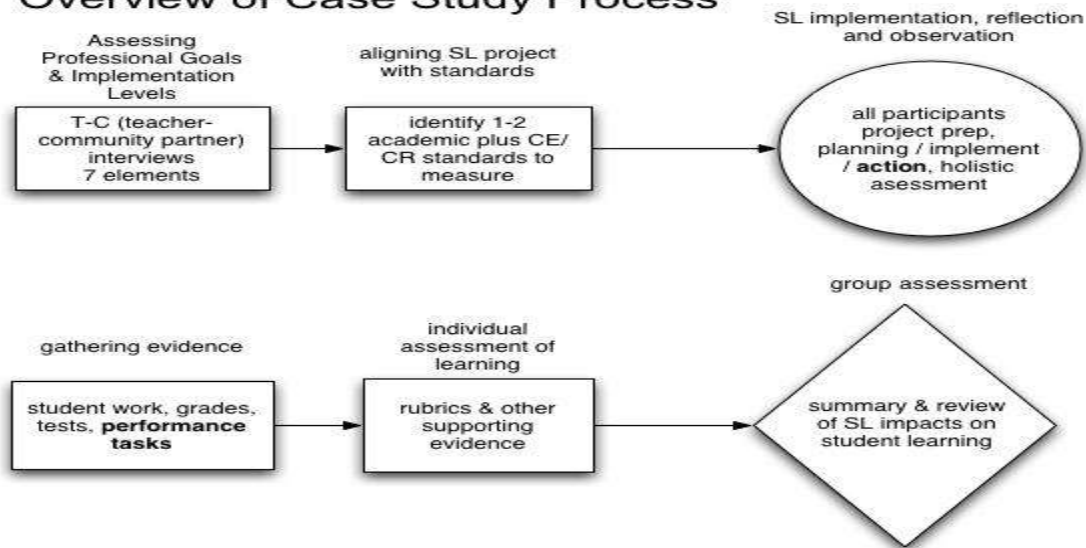 Overview of Case Study Process
Assessing
Professional Goals
& Implementation
Levels
T-C (teacher-
community partner)
interviews
7 elements
aligning SL project
with standards
identify 1-2
academic plus CE/
CR standards to
measure
SL implementation, reflection
and observation
all participants
project prep,
planning / implement
/ action, holistic
asessment
gathering evidence
student work, grades,
tests, performance
tasks
individual
assessment of
learning
rubrics & other
supporting
evidence
group assessment
summary & review
of SL impacts on
student learning